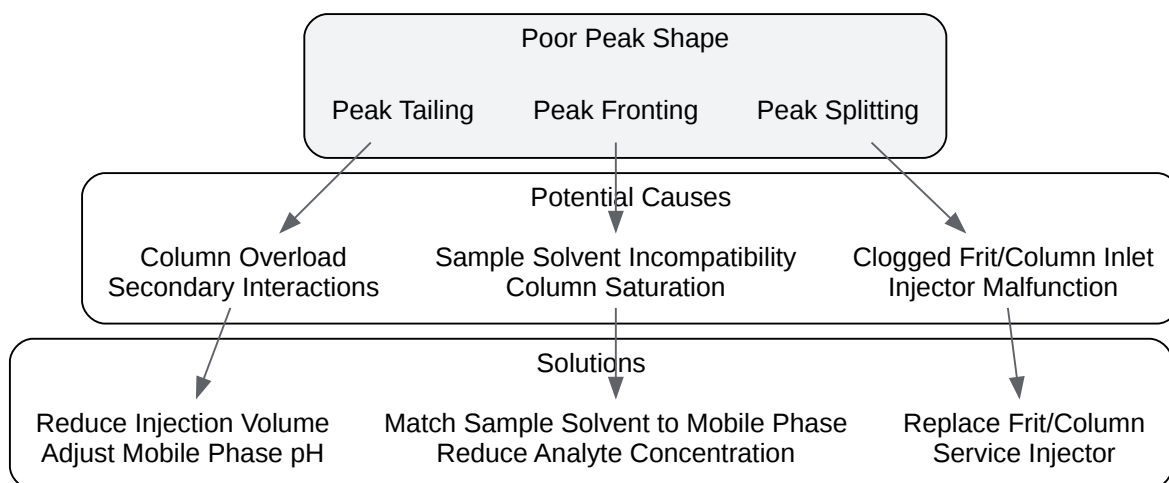 Poor Peak Shape
Peak Tailing
Peak Fronting
Peak Splitting
Potential Causes
Column Overload
Secondary Interactions
Sample Solvent Incompatibility
Column Saturation
Clogged Frit/Column Inlet
Injector Malfunction
Solutions
Reduce Injection Volume
Adjust Mobile Phase pH
Match Sample Solvent to Mobile Phase
Reduce Analyte Concentration
Replace Frit/Column
Service Injector